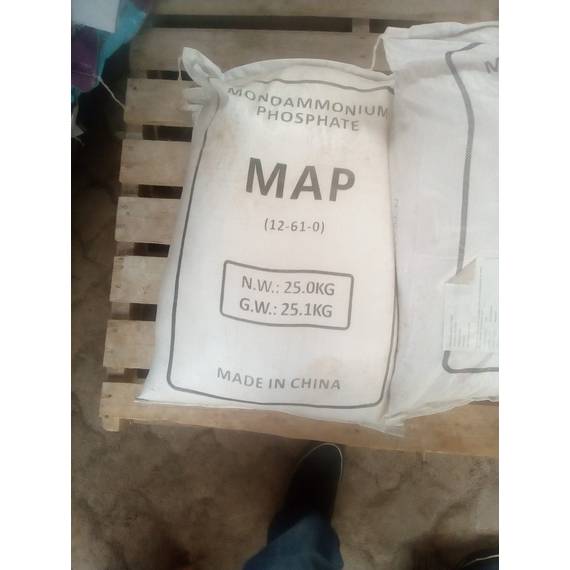 MONOAMMONIUM
PHOSPHATE
MAP
(12-61-0)
N.W.: 25.0KG
G.W.: 25.1KG
MADE IN CHINA